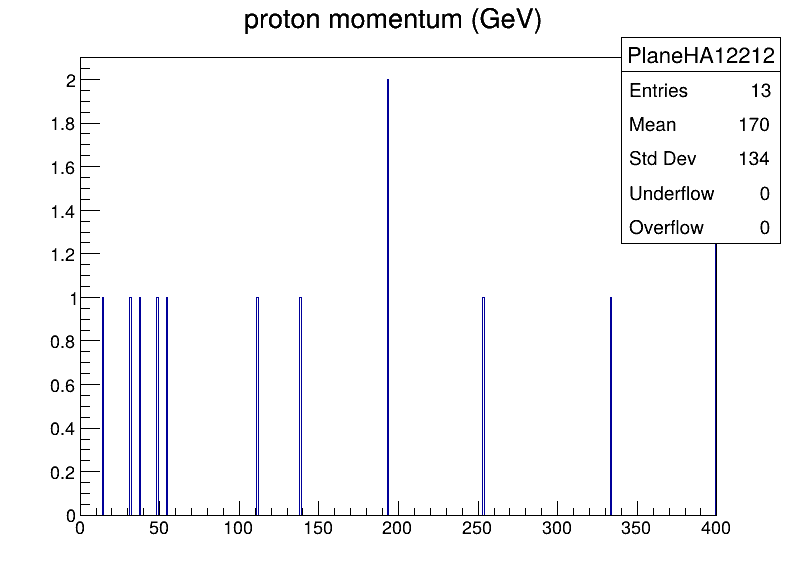 proton momentum (GeV)
PlaneHA12212
Entries 13
Mean 170
Std Dev 134
Underflow 0
Overflow 0
2
1.8
1.6
1.4
1.2
1
0.8
0.6
0.4
0.2
0
0 50 100 150 200 250 300 350 400